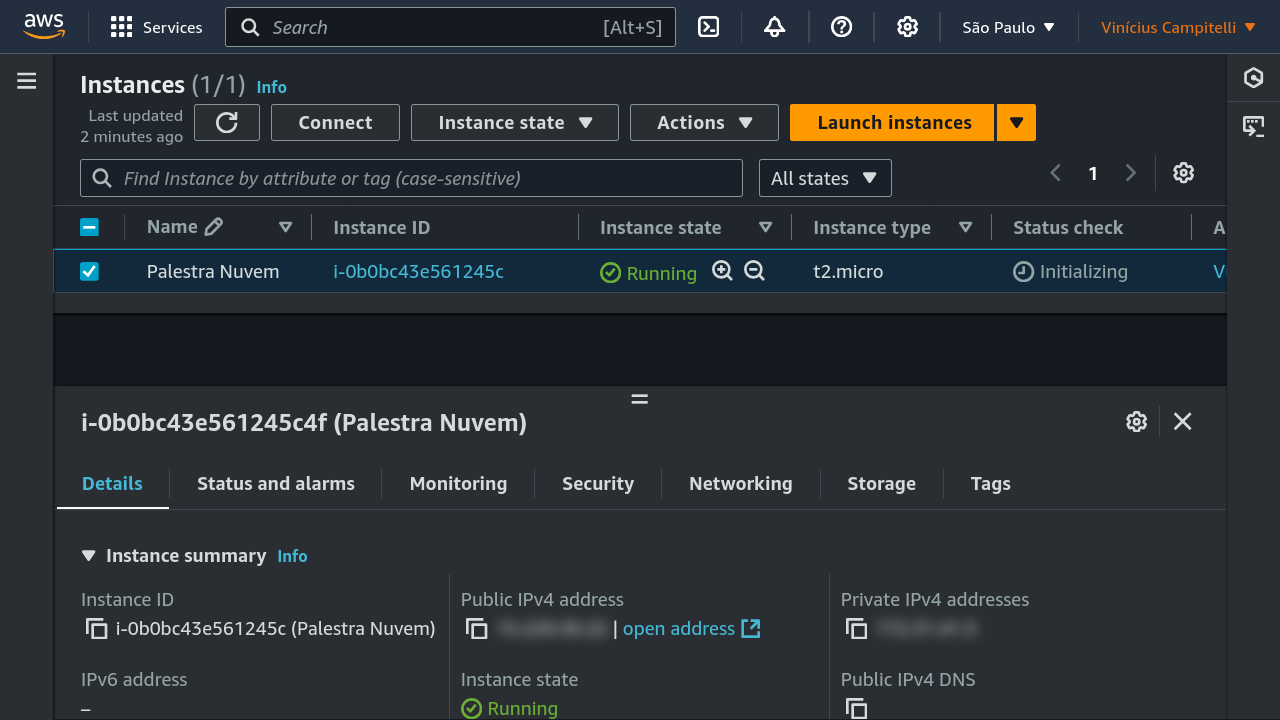 aws Services Search [Alt+S] São Paulo Vinícius Campitelli
Instances (1/1) Info
Last updated
2 minutes ago
Connect Instance state Actions Launch instances
Find Instance by attribute or tag (case-sensitive) All states 1
Name Instance ID Instance state Instance type Status check A
Palestra Nuvem i-0b0bc43e561245c Running t2.micro Initializing V
i-0b0bc43e561245c4f (Palestra Nuvem)
Details Status and alarms Monitoring Security Networking Storage Tags
Instance summary Info
Instance ID Public IPv4 address Private IPv4 addresses
i-0b0bc43e561245c (Palestra Nuvem) | open address
IPv6 address Instance state Public IPv4 DNS
– Running